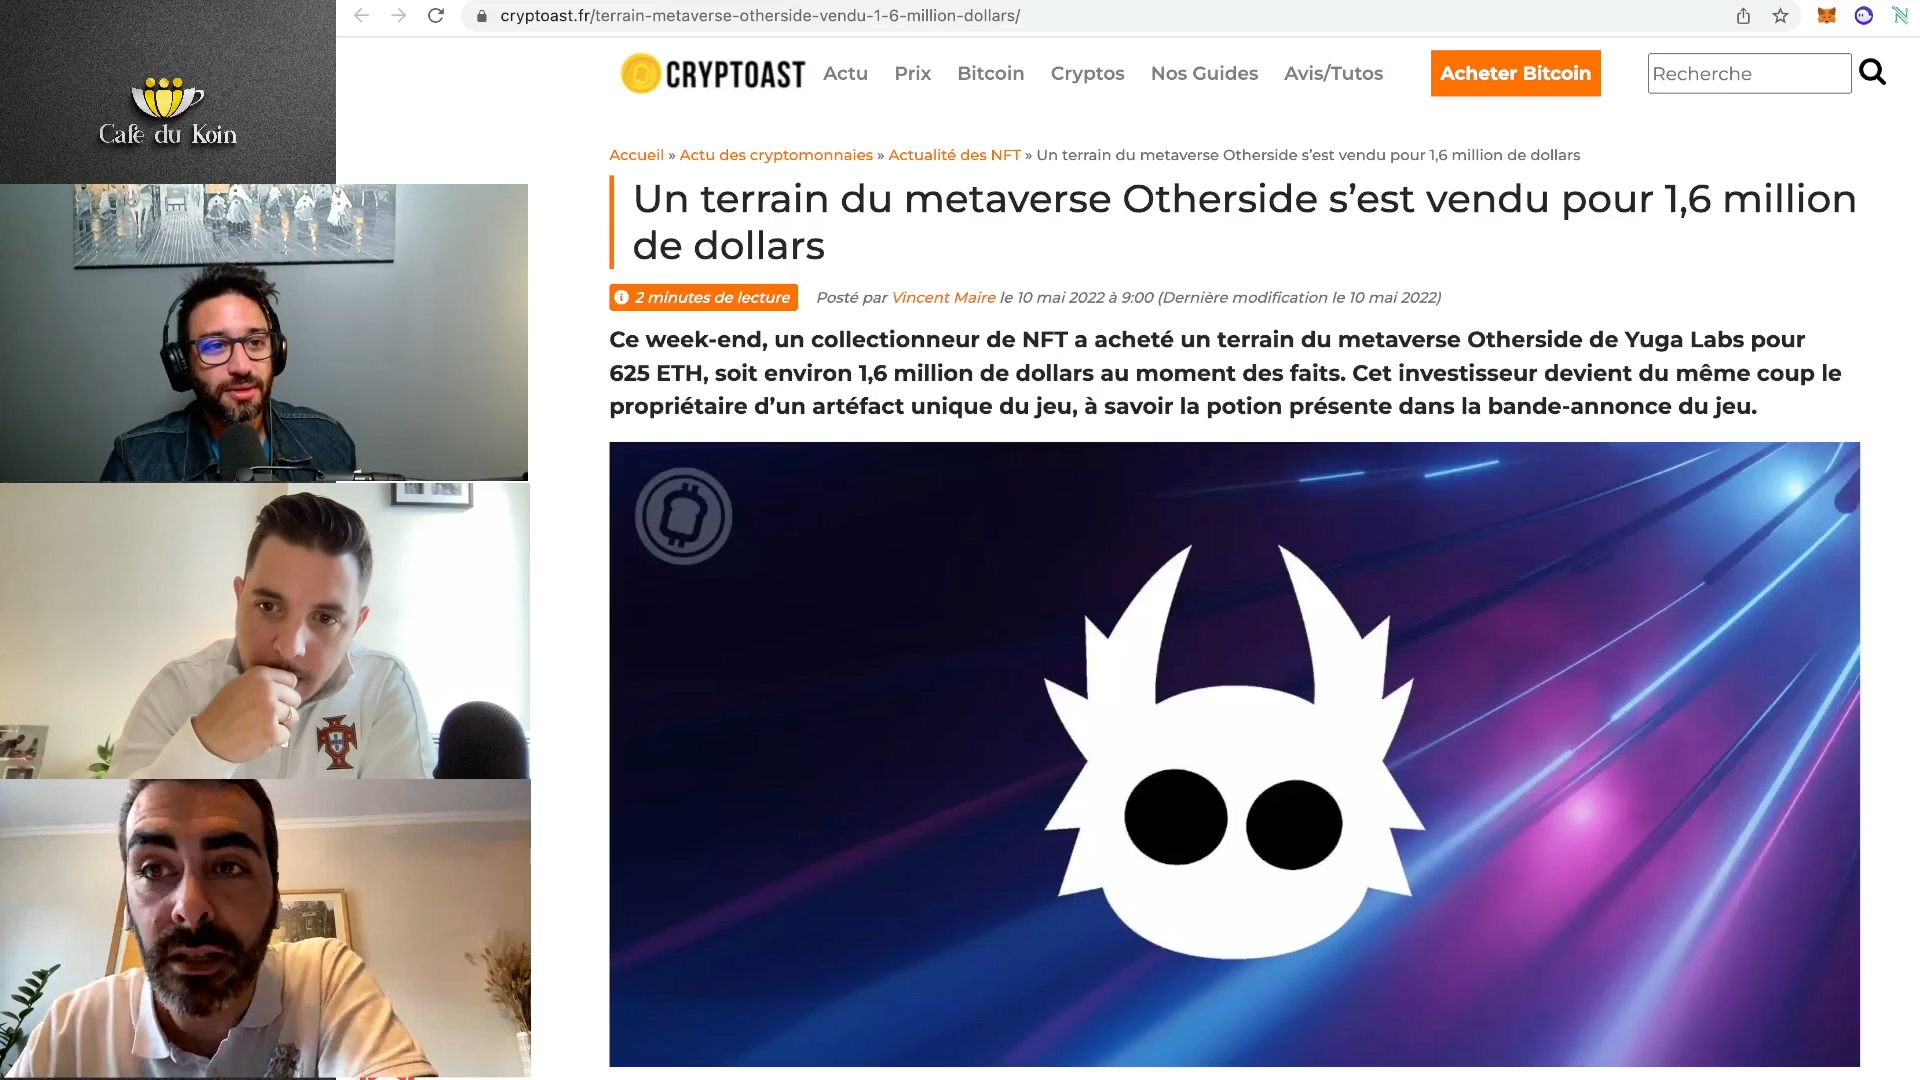 cryptoast.fr/terrain-metaverse-otherside-vendu-1-6-million-dollars/
Cafe du Koin
CRYPTOAST
Actu
Prix
Bitcoin
Cryptos
Nos Guides
Avis/Tutos
Acheter Bitcoin
Recherche
Accueil » Actu des cryptomonnaies » Actualité des NFT » Un terrain du metaverse Otherside s’est vendu pour 1,6 million de dollars
Un terrain du metaverse Otherside s’est vendu pour 1,6 million
de dollars
2 minutes de lecture
Posté par Vincent Maire le 10 mai 2022 à 9:00 (Dernière modification le 10 mai 2022)
Ce week-end, un collectionneur de NFT a acheté un terrain du metaverse Otherside de Yuga Labs pour
625 ETH, soit environ 1,6 million de dollars au moment des faits. Cet investisseur devient du même coup le
propriétaire d’un artéfact unique du jeu, à savoir la potion présente dans la bande-annonce du jeu.